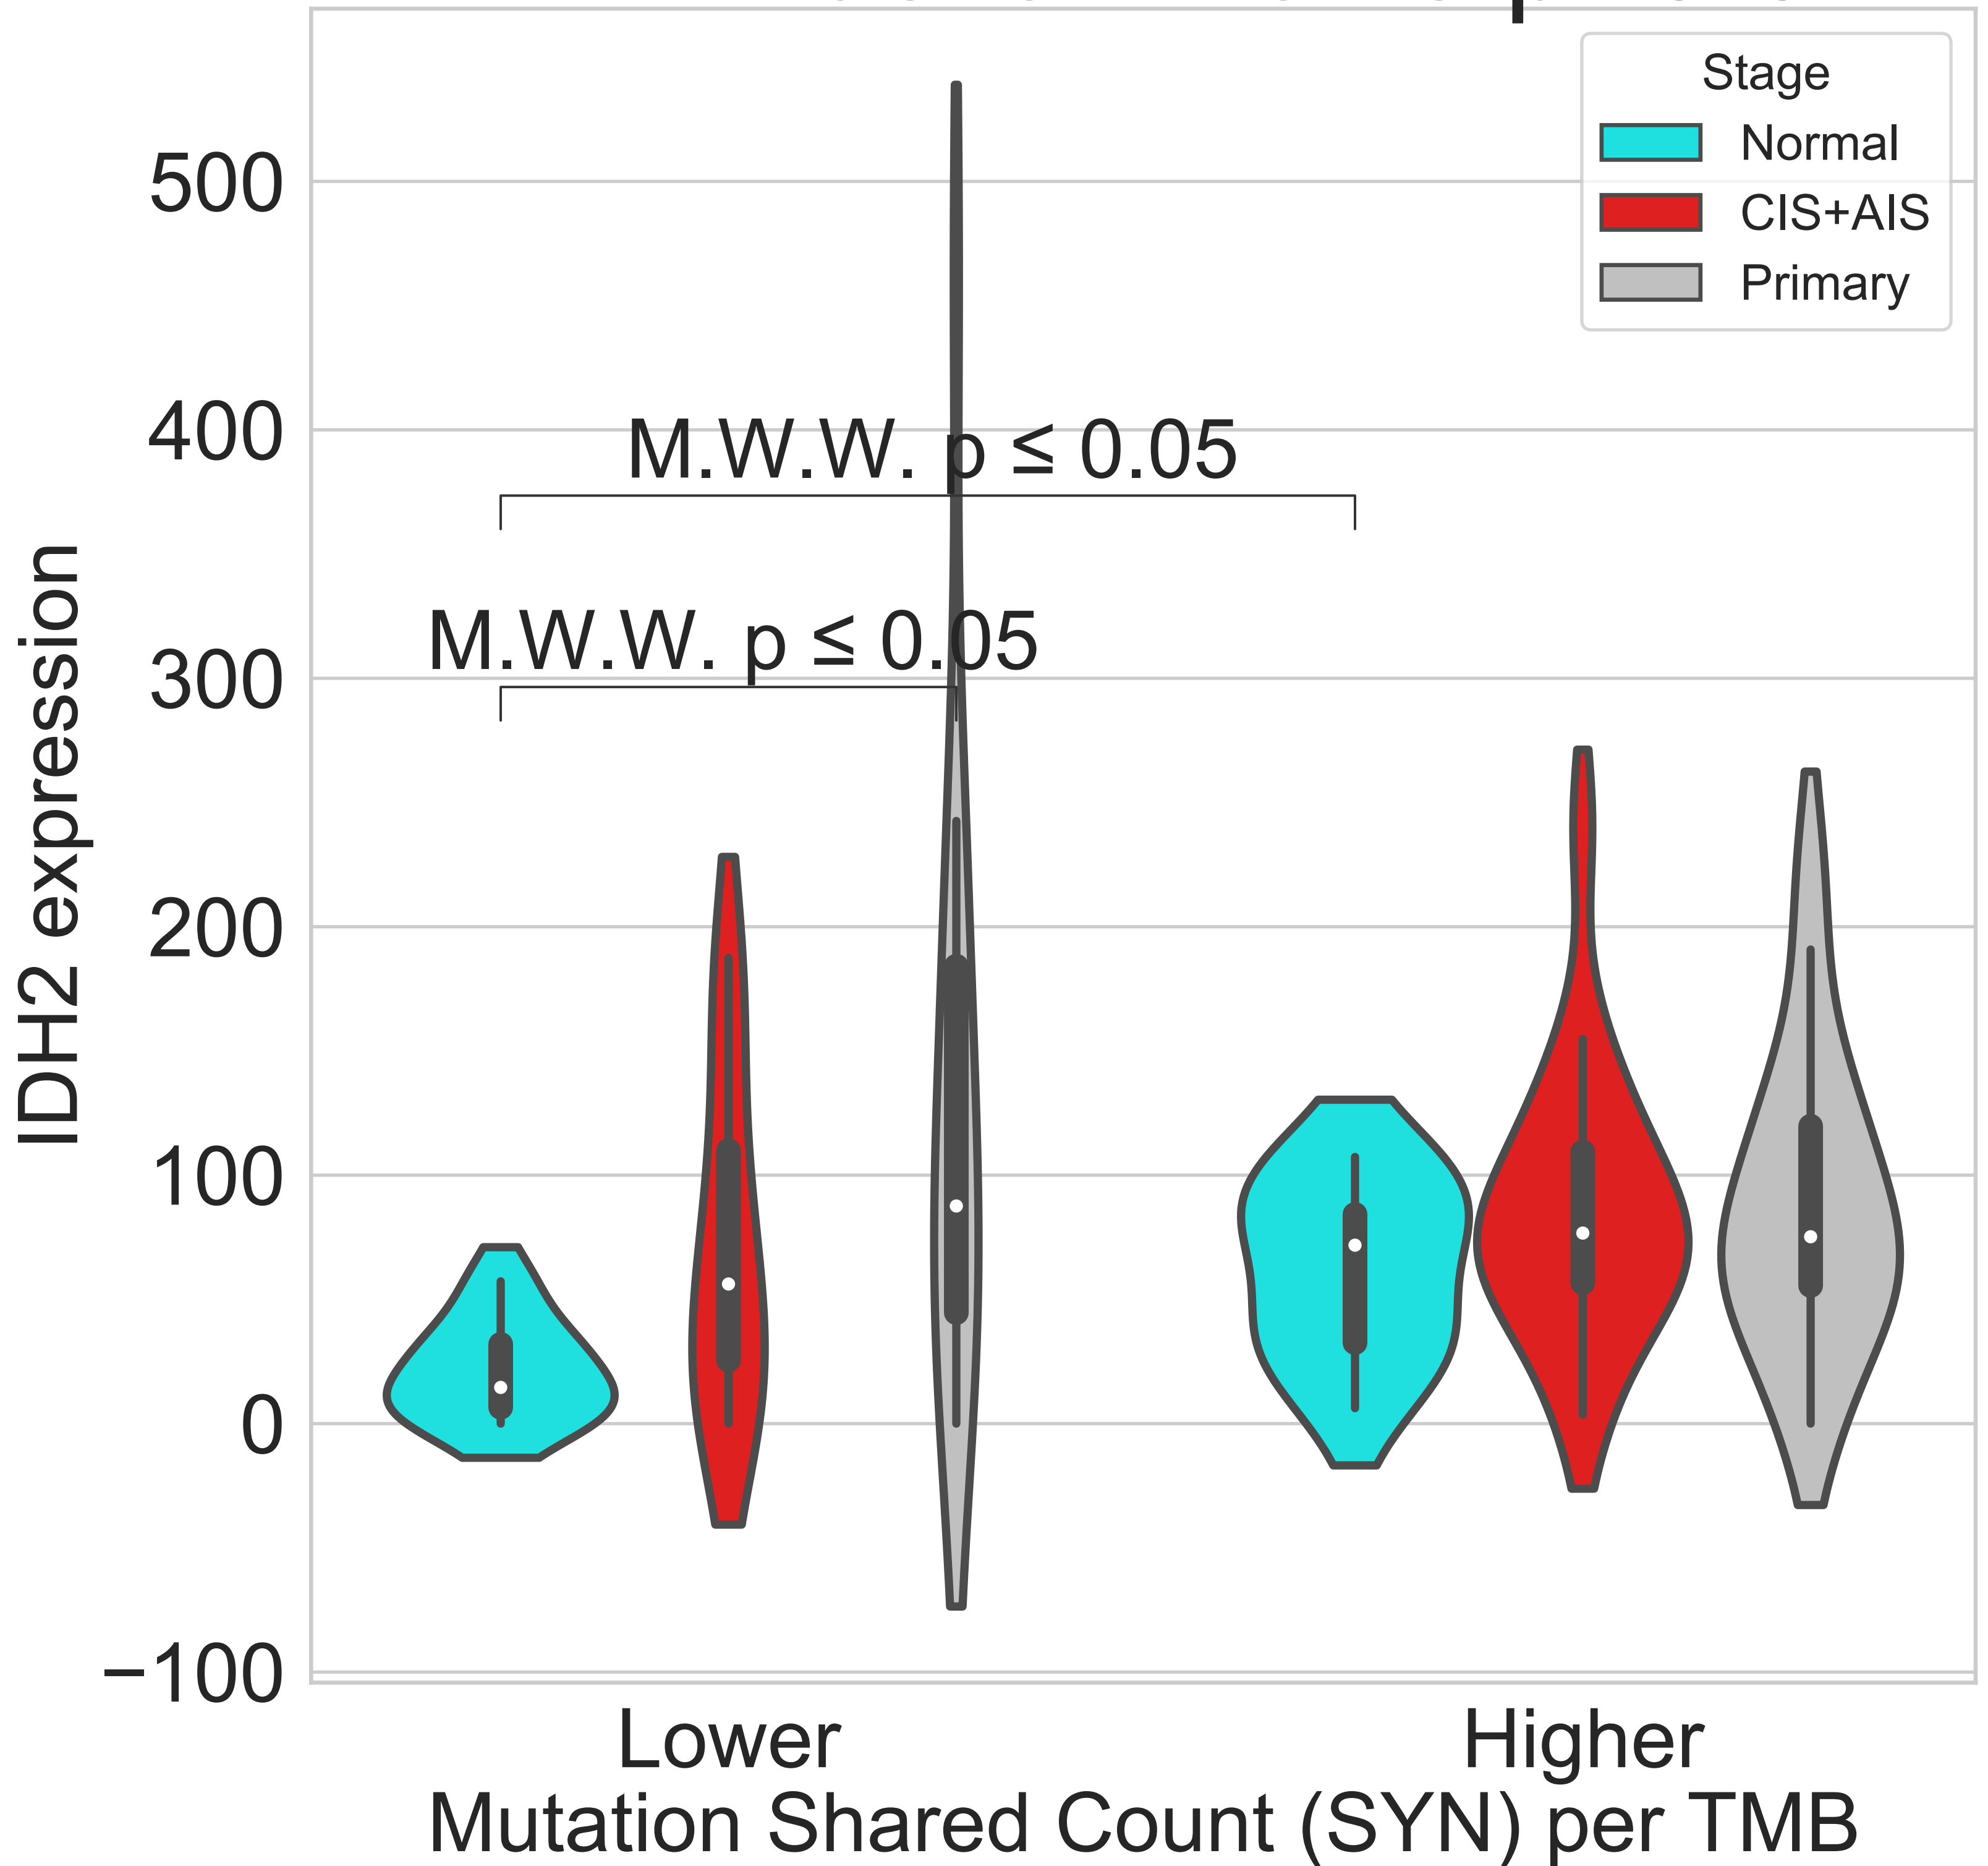 Stage
Normal
CIS+AIS
Primary
500
400
300
200
100
0
−100
IDH2 expression
M.W.W. p ≤ 0.05
M.W.W. p ≤ 0.05
Lower
Higher
Mutation Shared Count (SYN) per TMB